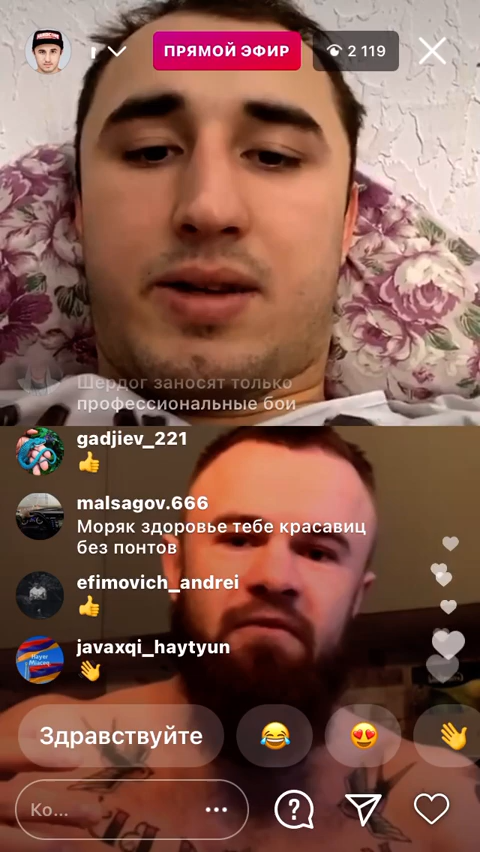 ПРЯМОЙ ЭФИР
2 119
Шердог заносят только
профессиональные бои
gadjiev_221
malsagov.666
Моряк здоровье тебе красавиц
без понтов
efimovich_andrei
javaxqi_haytyun
Здравствуйте
Ко...